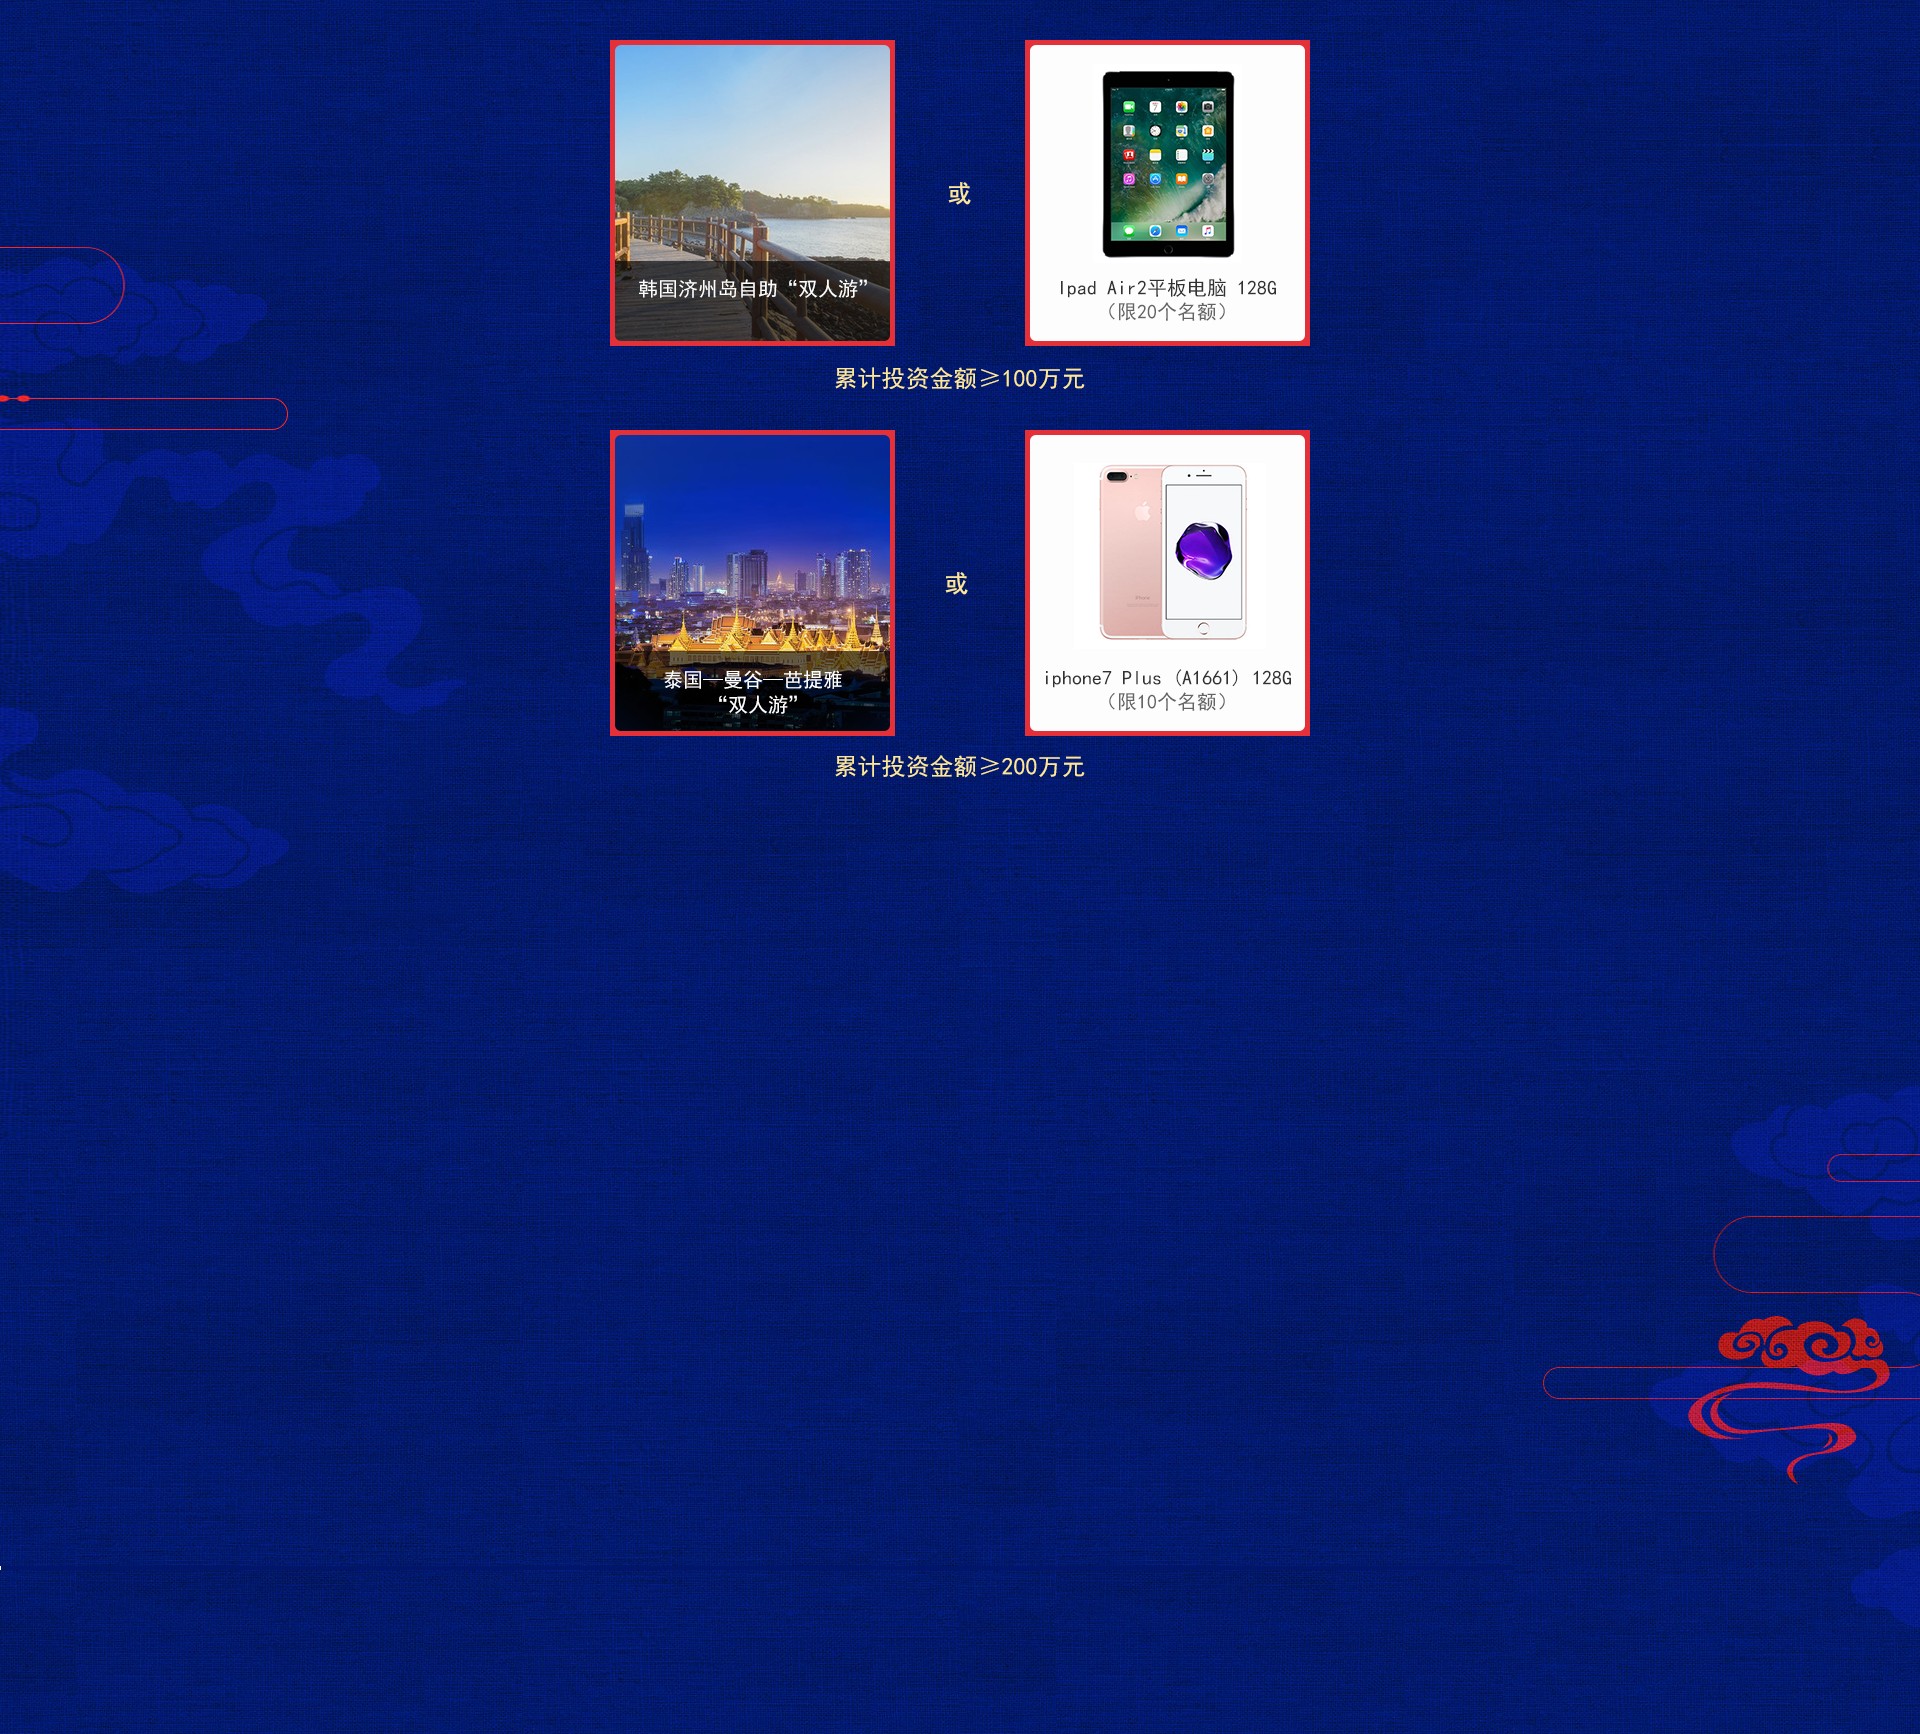 韩国济州岛自助“双人游”
或
Ipad Air2平板电脑 128G
（限20个名额）
累计投资金额≥100万元
泰国—曼谷—芭提雅
“双人游”
或
iphone7 Plus (A1661) 128G
（限10个名额）
累计投资金额≥200万元